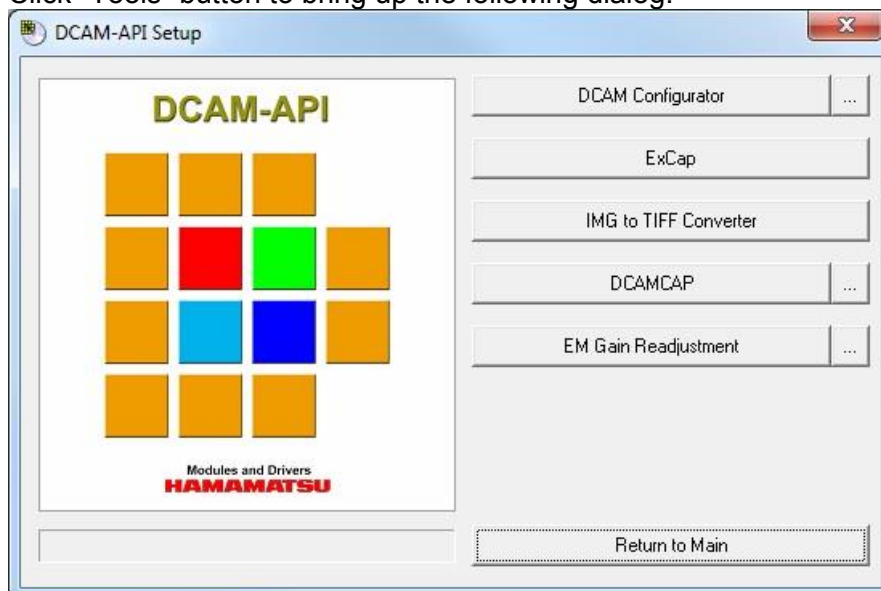 Click "Tools" button to bring up the following dialog:
DCAM-API Setup
DCAM-API
Modules and Drivers
HAMAMATSU
DCAM Configurator ...
ExCap
IMG to TIFF Converter
DCAMCAP ...
EM Gain Readjustment ...
Return to Main